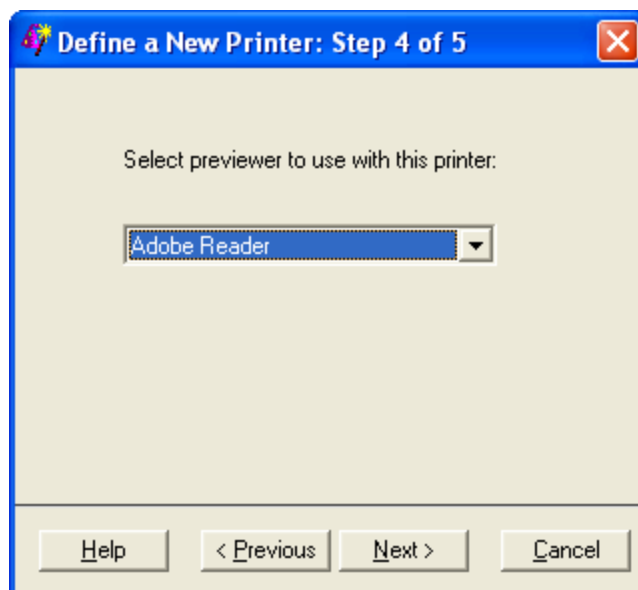 Define a New Printer: Step 4 of 5
Select previewer to use with this printer:
Adobe Reader
Help < Previous Next > Cancel